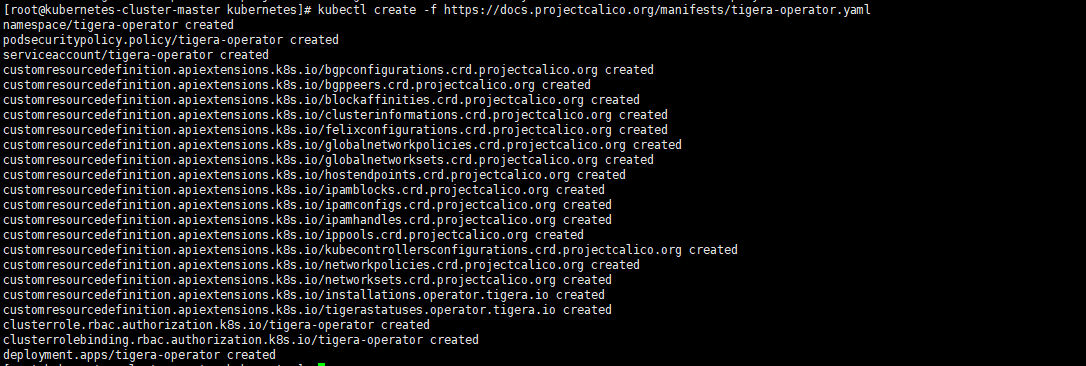 [root@kubernetes-cluster-master kubernetes]# kubectl create -f https://docs.projectcalico.org/manifests/tigera-operator.yaml
namespace/tigera-operator created
podsecuritypolicy.policy/tigera-operator created
serviceaccount/tigera-operator created
customresourcedefinition.apiextensions.k8s.io/bgpconfigurations.crd.projectcalico.org created
customresourcedefinition.apiextensions.k8s.io/bgppeers.crd.projectcalico.org created
customresourcedefinition.apiextensions.k8s.io/blockaffinities.crd.projectcalico.org created
customresourcedefinition.apiextensions.k8s.io/clusterinformations.crd.projectcalico.org created
customresourcedefinition.apiextensions.k8s.io/felixconfigurations.crd.projectcalico.org created
customresourcedefinition.apiextensions.k8s.io/globalnetworkpolicies.crd.projectcalico.org created
customresourcedefinition.apiextensions.k8s.io/globalnetworksets.crd.projectcalico.org created
customresourcedefinition.apiextensions.k8s.io/hostendpoints.crd.projectcalico.org created
customresourcedefinition.apiextensions.k8s.io/ipamblocks.crd.projectcalico.org created
customresourcedefinition.apiextensions.k8s.io/ipamconfigs.crd.projectcalico.org created
customresourcedefinition.apiextensions.k8s.io/ipamhandles.crd.projectcalico.org created
customresourcedefinition.apiextensions.k8s.io/ippools.crd.projectcalico.org created
customresourcedefinition.apiextensions.k8s.io/kubecontrollersconfigurations.crd.projectcalico.org created
customresourcedefinition.apiextensions.k8s.io/networkpolicies.crd.projectcalico.org created
customresourcedefinition.apiextensions.k8s.io/networksets.crd.projectcalico.org created
customresourcedefinition.apiextensions.k8s.io/installations.operator.tigera.io created
customresourcedefinition.apiextensions.k8s.io/tigerastatuses.operator.tigera.io created
clusterrole.rbac.authorization.k8s.io/tigera-operator created
clusterrolebinding.rbac.authorization.k8s.io/tigera-operator created
deployment.apps/tigera-operator created